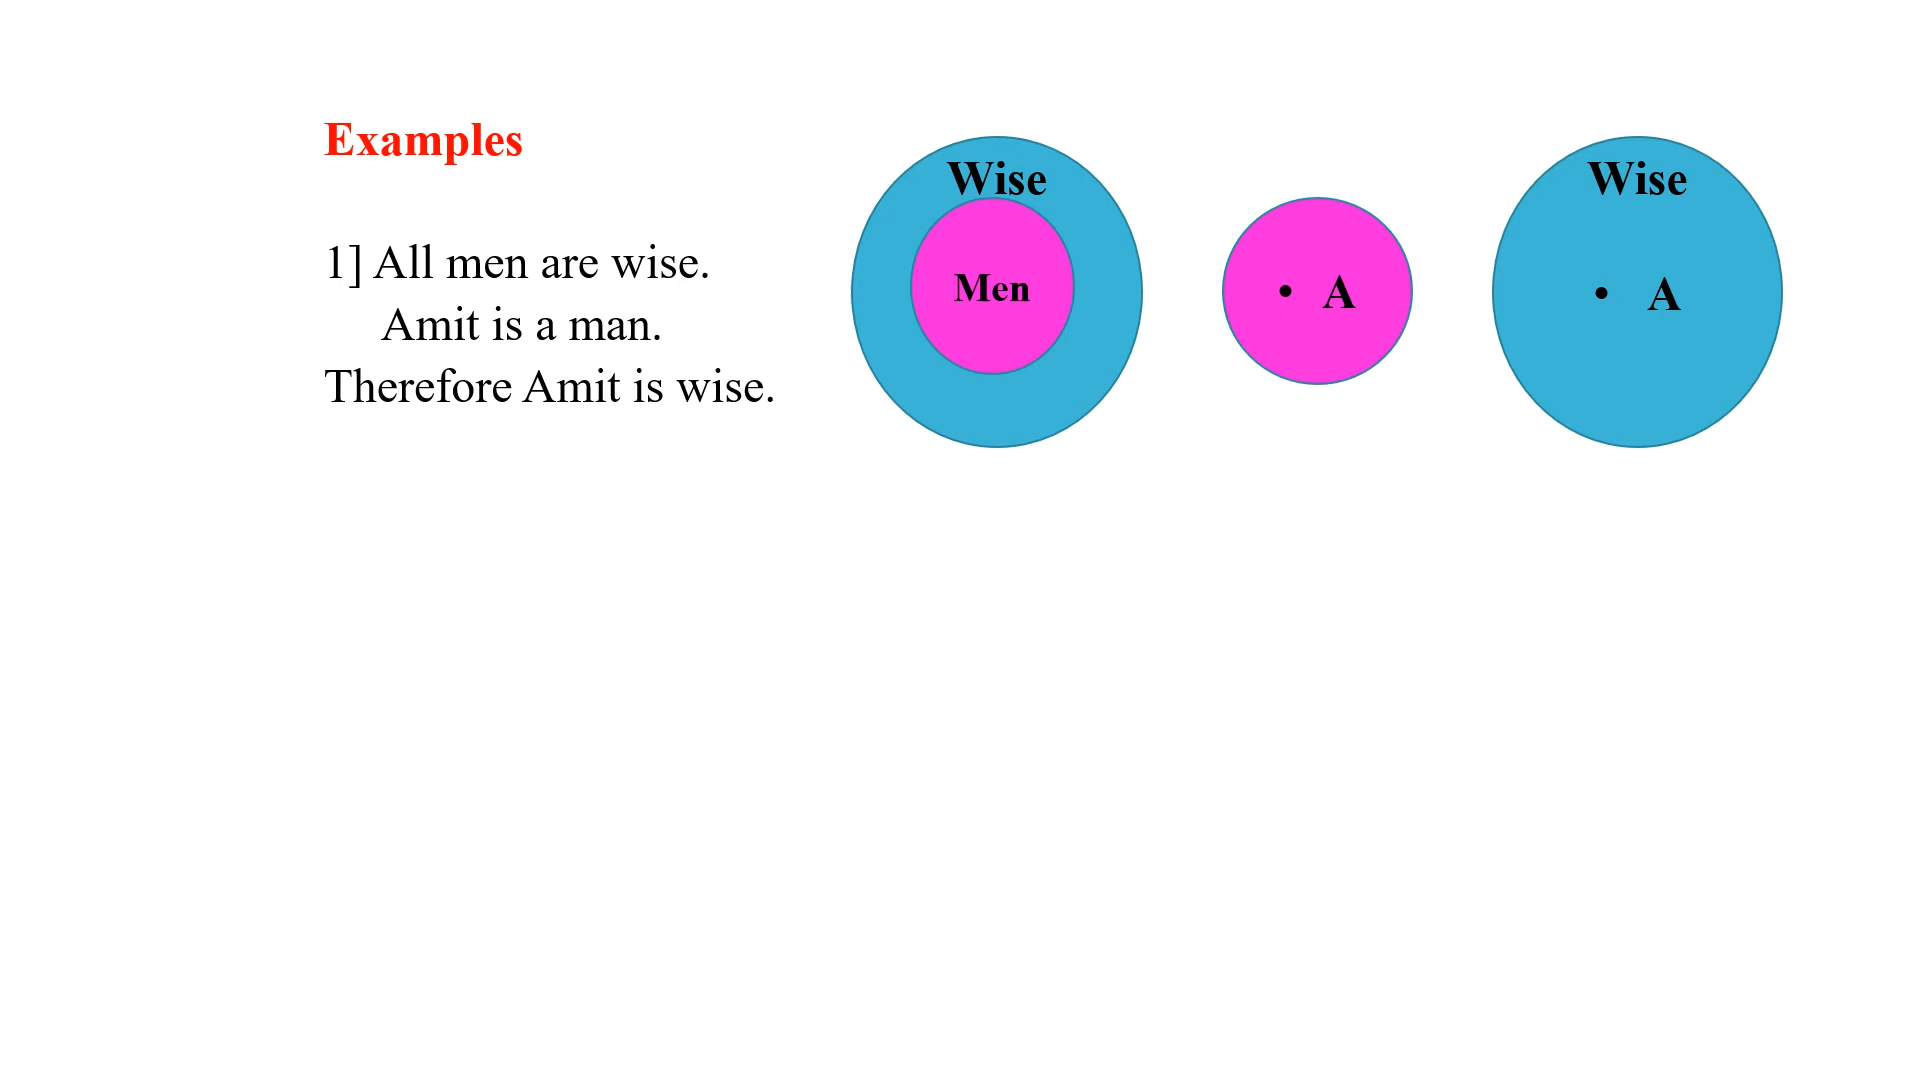 Examples
1] All men are wise.
Amit is a man.
Therefore Amit is wise.
Wise
Men
• A
Wise
• A